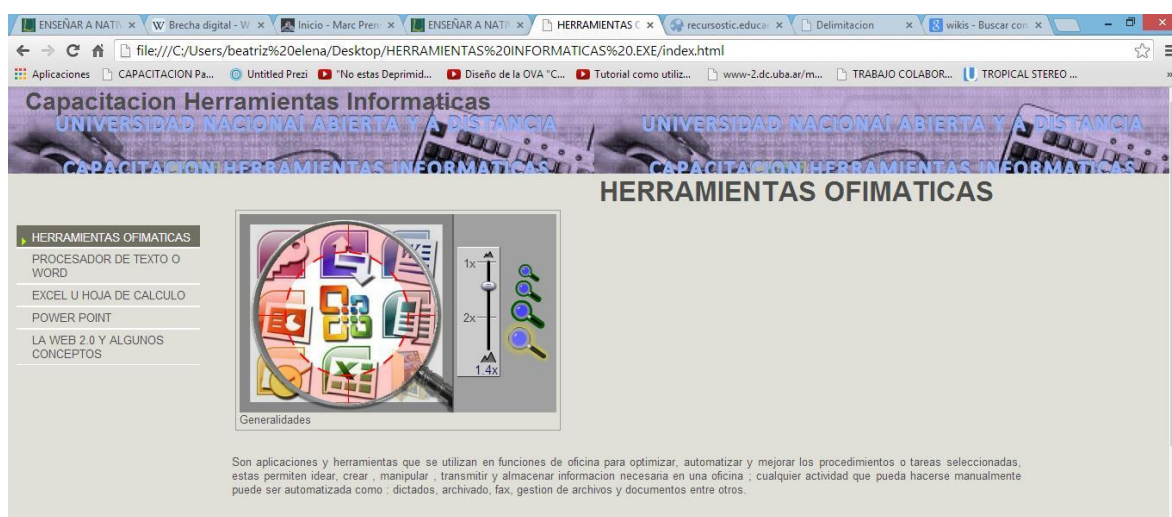 ENSEÑAR A NATIV
Brecha digital - W
Inicio - Marc Pren
ENSEÑAR A NATIV
HERRAMIENTAS O
recursostic.educac
Delimitacion
wikis - Buscar con
file:///C:/Users/beatriz%20elena/Desktop/HERRAMIENTAS%20INFORMATICAS%20.EXE/index.html
Aplicaciones
CAPACITACION Pa...
Untitled Prezi
"No estas Deprimid...
Diseño de la OVA "C...
Tutorial como utiliz...
www-2.dc.uba.ar/m...
TRABAJO COLABOR...
TROPICAL STEREO ...
Capacitacion Herramientas Informaticas
UNIVERSIDAD NACIONAL ABIERTA Y A DISTANCIA
UNIVERSIDAD NACIONAL ABIERTA Y A DISTANCIA
CAPACITACION HERRAMIENTAS INFORMATICAS
CAPACITACION HERRAMIENTAS INFORMATICAS
HERRAMIENTAS OFIMATICAS
HERRAMIENTAS OFIMATICAS
PROCESADOR DE TEXTO O
WORD
EXCEL U HOJA DE CALCULO
POWER POINT
LA WEB 2.0 Y ALGUNOS
CONCEPTOS
1x
2x
1.4x
Generalidades
Son aplicaciones y herramientas que se utilizan en funciones de oficina para optimizar, automatizar y mejorar los procedimientos o tareas seleccionadas,
estas permiten idear, crear , manipular , transmitir y almacenar informacion necesaria en una oficina ; cualquier actividad que pueda hacerse manualmente
puede ser automatizada como : dictados, archivado, fax, gestion de archivos y documentos entre otros.